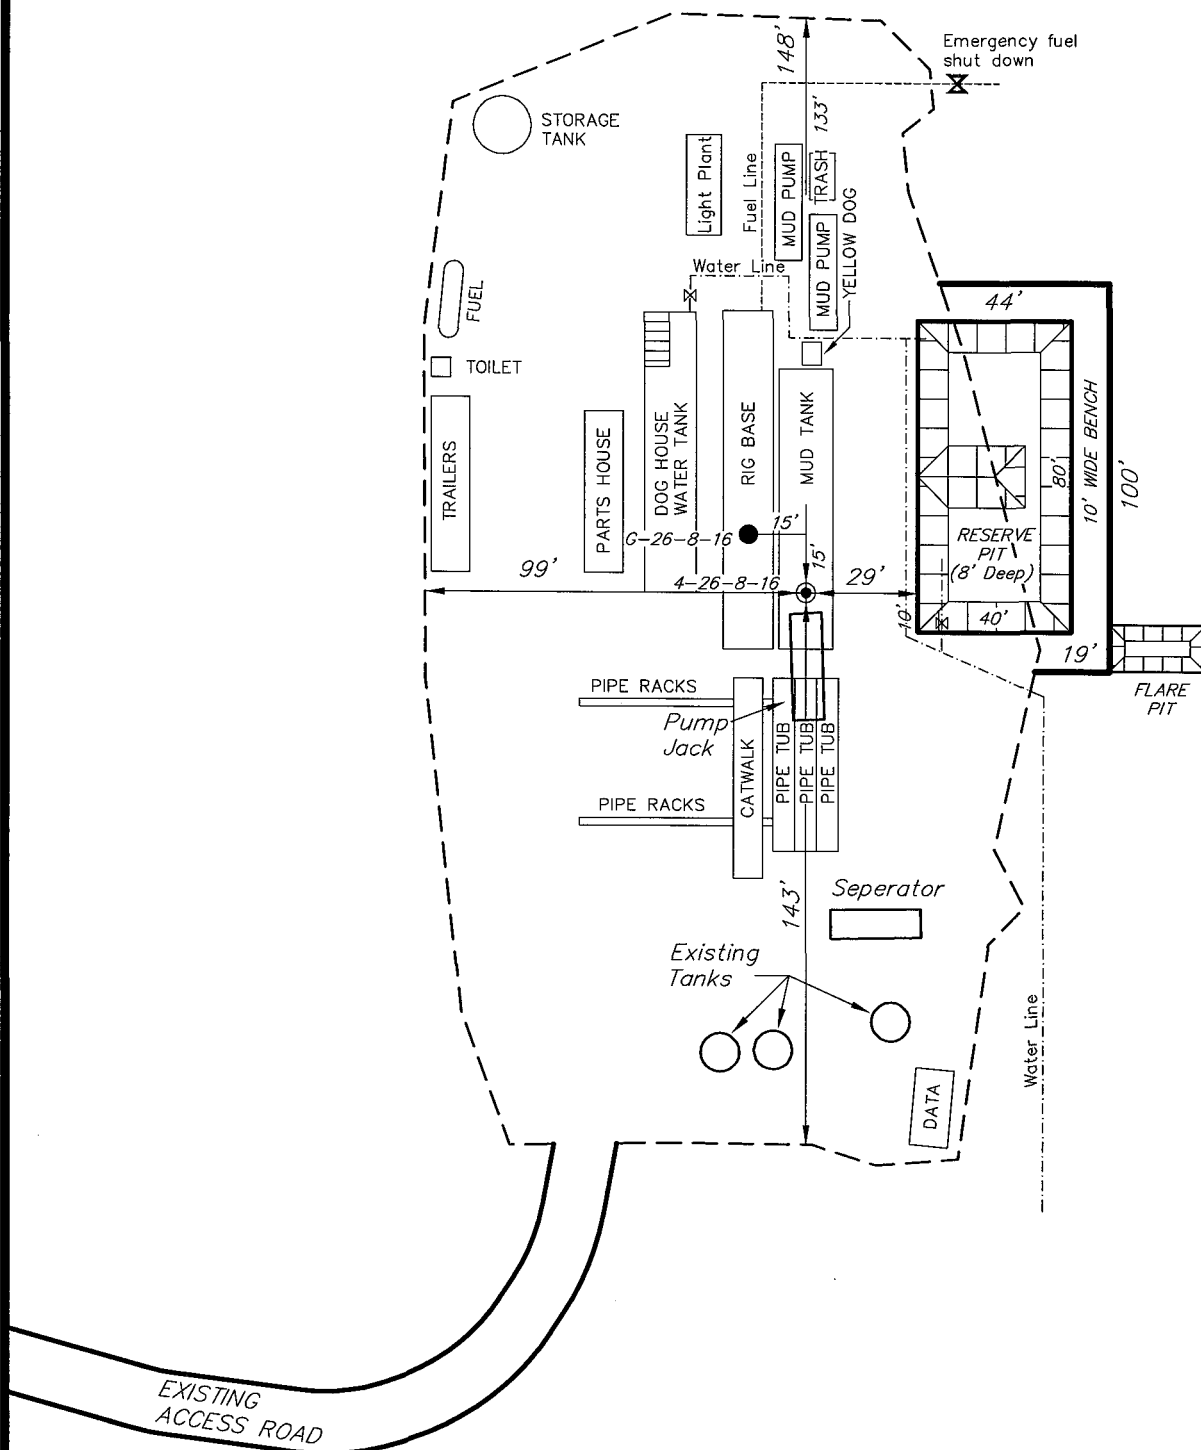 148'
Emergency fuel
shut down
133'
STORAGE
TANK
Light Plant
Fuel Line
MUD PUMP
TRASH
MUD PUMP
YELLOW DOG
Water Line
FUEL
44'
TOILET
TRAILERS
PARTS HOUSE
DOG HOUSE
WATER TANK
RIG BASE
MUD TANK
80'
10' WIDE BENCH
100'
G-26-8-16
15'
15'
RESERVE
PIT
(8' Deep)
99'
4-26-8-16
29'
10'
40'
19'
FLARE
PIT
PIPE RACKS
Pump
Jack
CATWALK
PIPE TUB
PIPE TUB
PIPE TUB
PIPE RACKS
143'
Seperator
Existing
Tanks
Water Line
DATA
EXISTING
ACCESS ROAD